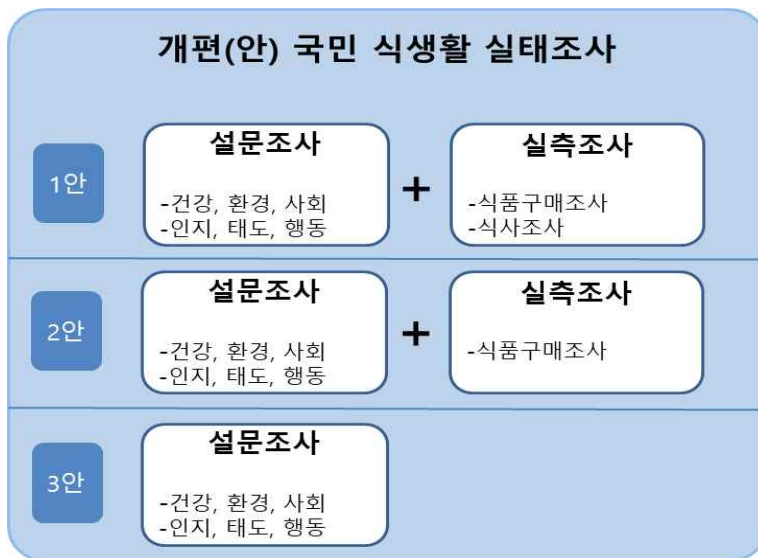 개편(안) 국민 식생활 실태조사
1안
설문조사
-건강, 환경, 사회
-인지, 태도, 행동
+
실측조사
-식품구매조사
-식사조사
2안
설문조사
-건강, 환경, 사회
-인지, 태도, 행동
+
실측조사
-식품구매조사
3안
설문조사
-건강, 환경, 사회
-인지, 태도, 행동